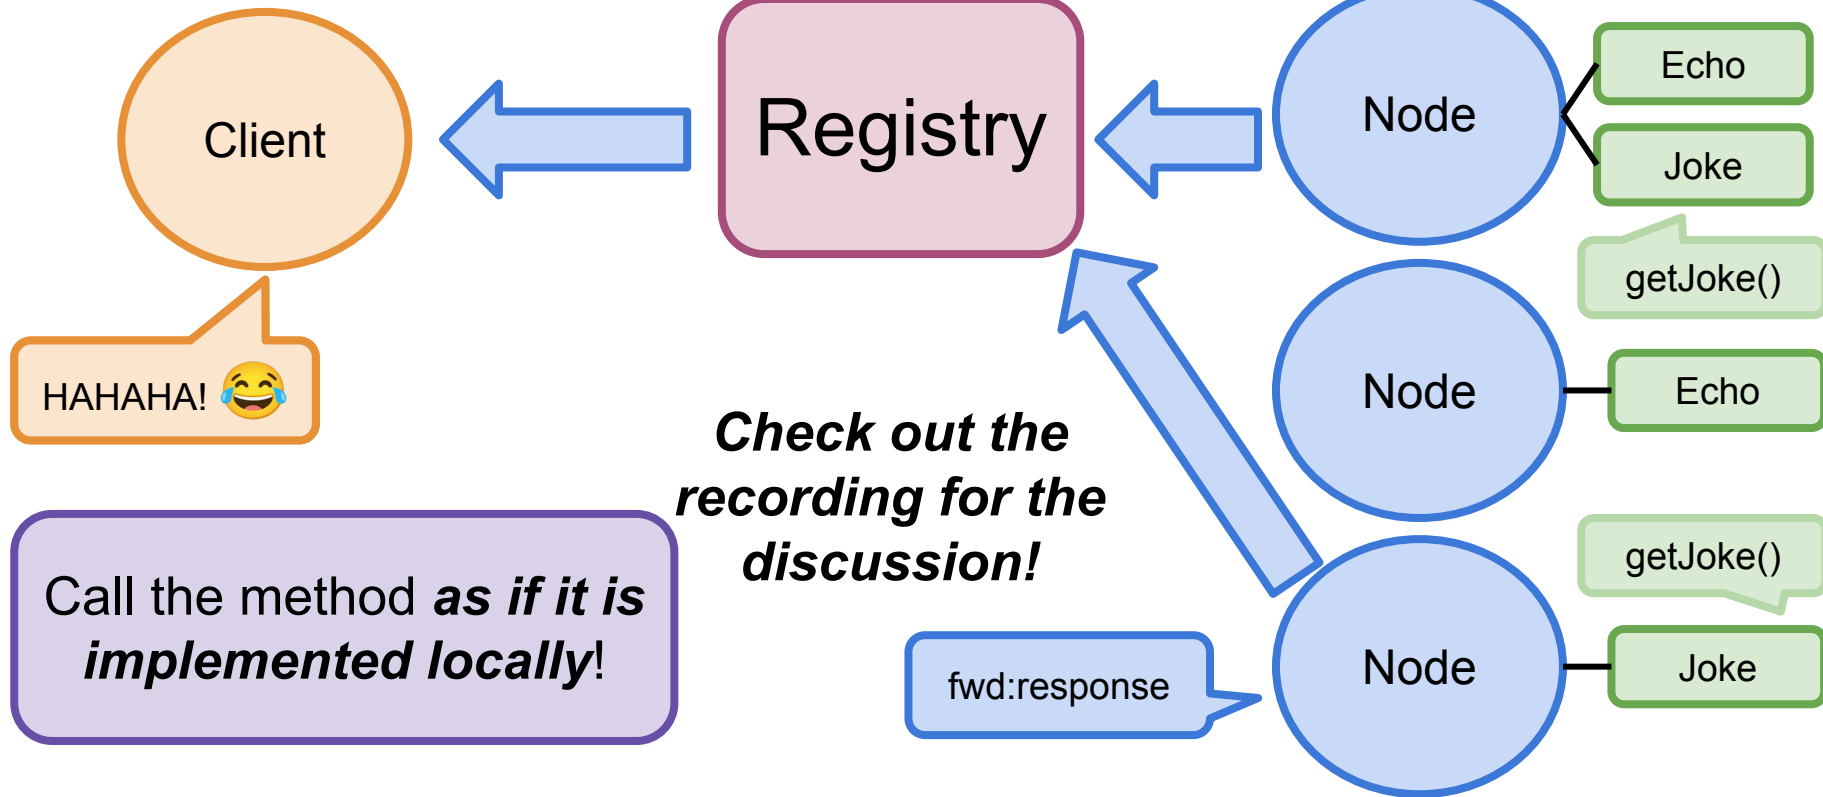 Client
Registry
Node
Echo
Joke
getJoke()
HAHAHA! 😂
Node
Echo
Check out the
recording for the
discussion!
Call the method as if it is
implemented locally!
getJoke()
fwd:response
Node
Joke